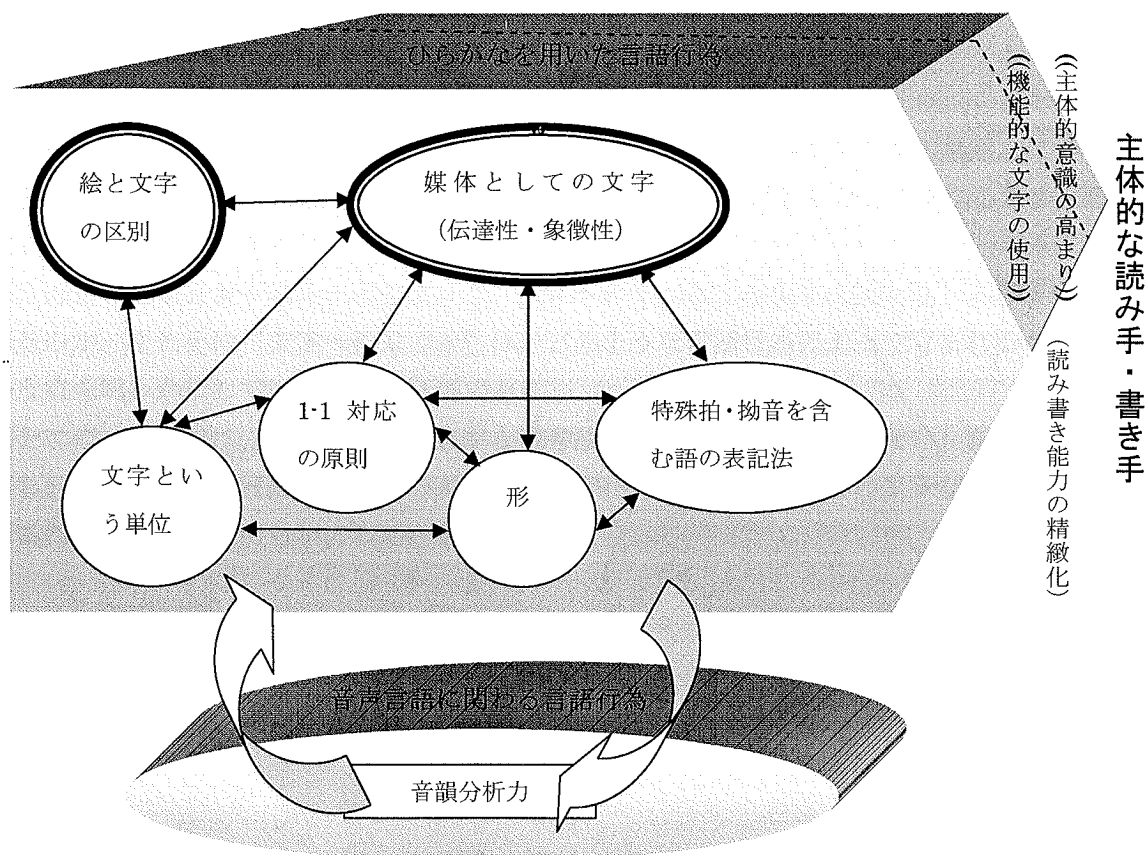 ひらかなを用いた言語行為
主体的な読み手・書き手
((主体的意識の高まり))
((機能的な文字の使用))
(読み書き能力の精緻化)
絵と文字
の区別
媒体としての文字
(伝達性・象徴性)
文字とい
う単位
1-1 対応
の原則
形
特殊拍・拗音を含
む語の表記法
音声言語に関わる言語行為
音韻分析力